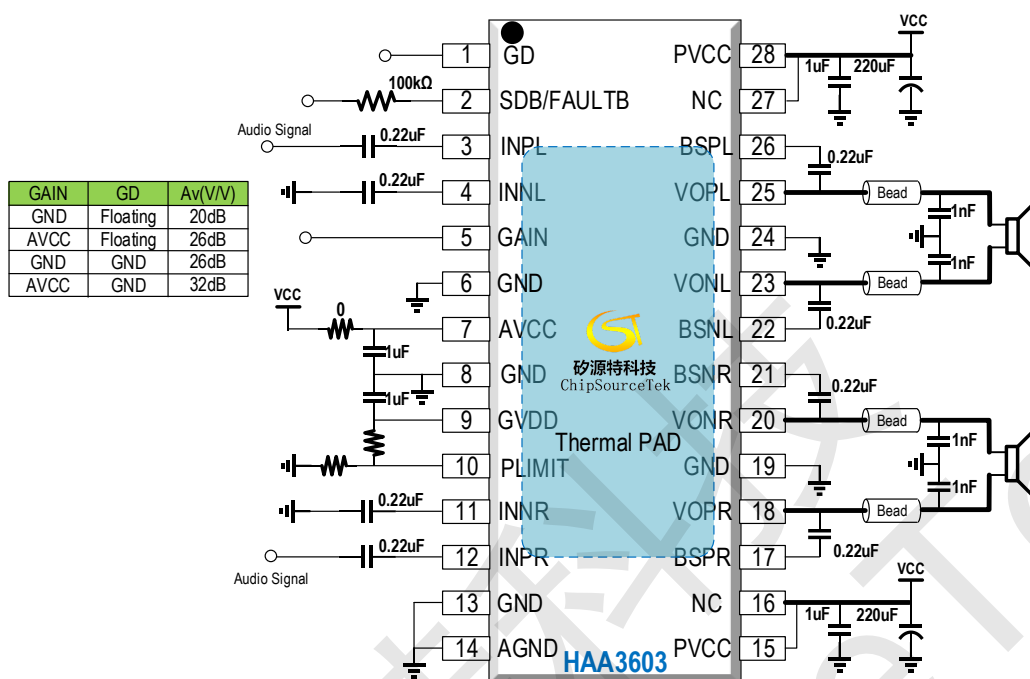 GAIN GD Av(V/V)
GND Floating 20dB
AVCC Floating 26dB
GND GND 26dB
AVCC GND 32dB
1 GD
100kΩ
2 SDB/FAULTB
Audio Signal
0.22uF
3 INPL
0.22uF
4 INNL
5 GAIN
6 GND
VCC
0
7 AVCC
1uF
8 GND
1uF
9 GVDD
10 PLIMIT
0.22uF
11 INNR
0.22uF
12 INPR
Audio Signal
13 GND
14 AGND
矽源特科技
ChipSourceTek
Thermal PAD
HAA3603
VCC
PVCC 28
1uF 220uF
NC 27
BSPL 26
0.22uF
VOPL 25
Bead
1nF
GND 24
1nF
VONL 23
Bead
BSNL 22
0.22uF
BSNR 21
0.22uF
VONR 20
Bead
1nF
GND 19
1nF
VOPR 18
Bead
BSPR 17
0.22uF
VCC
NC 16
1uF 220uF
PVCC 15